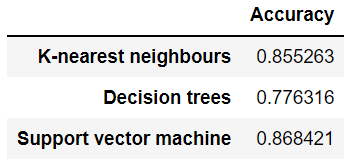 Accuracy
K-nearest neighbours 0.855263
Decision trees 0.776316
Support vector machine 0.868421